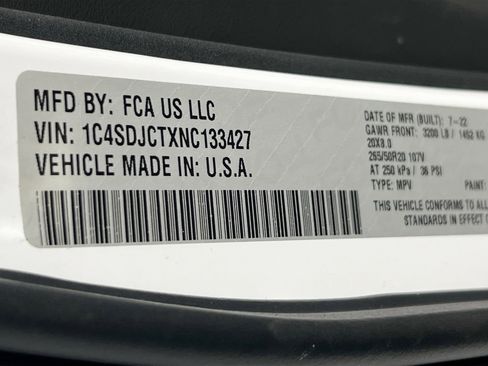 MFD BY: FCA US LLC
VIN: 1C4SDJCTXNC133427
VEHICLE MADE IN: U.S.A.
DATE OF MFR (BUILT): 7-22
GAWR FRONT: 3200 LB / 1452 KG
20X8.0
265/50R20 107V
AT 250 kPa / 36 PSI
TYPE: MPV PAINT:
THIS VEHICLE CONFORMS TO AL
STANDARDS IN EFFECT